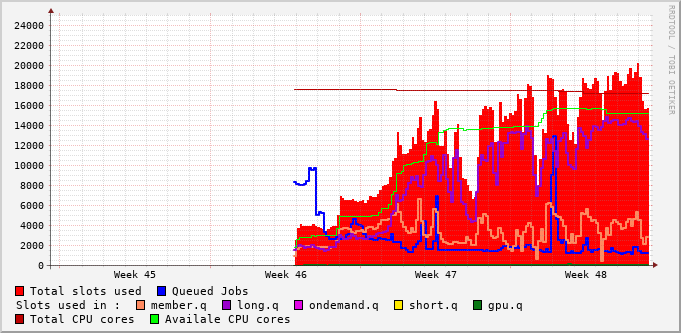 24000
22000
20000
18000
16000
14000
12000
10000
8000
6000
4000
2000
0
Week 45 Week 46 Week 47 Week 48
RRDTOOL / TOBI OETIKER
Total slots used Queued Jobs
Slots used in : member.q long.q ondemand.q short.q gpu.q
Total CPU cores Availale CPU cores